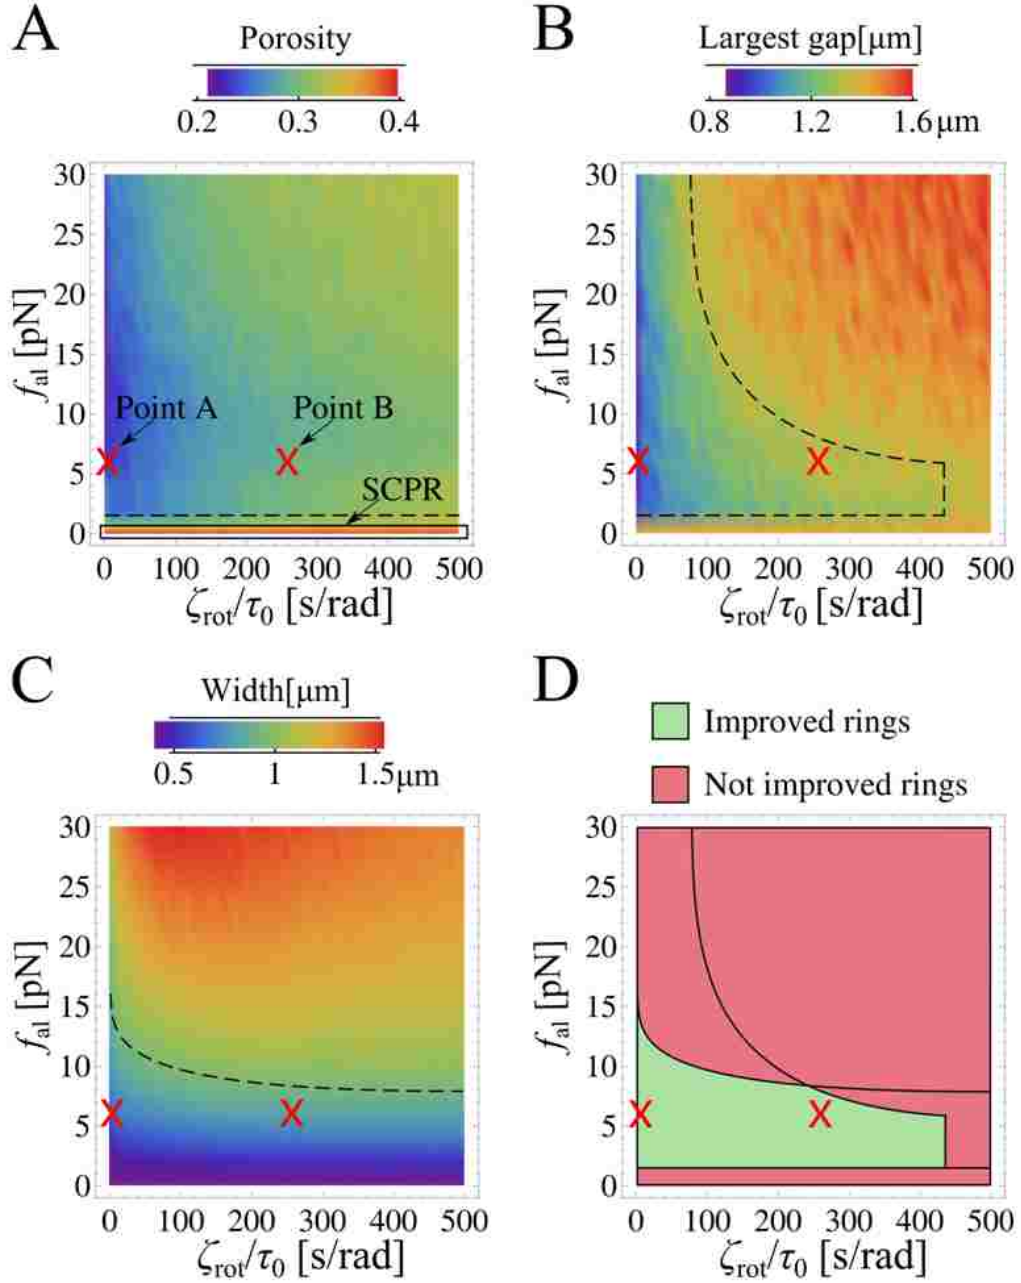 A
Porosity
0.2 0.3 0.4
30
25
20
15
10
5
0
f_al [pN]
Point A
Point B
SCPR
0 100 200 300 400 500
ζ_rot/τ_0 [s/rad]
B
Largest gap[μm]
0.8 1.2 1.6 μm
30
25
20
15
10
5
0
f_al [pN]
0 100 200 300 400 500
ζ_rot/τ_0 [s/rad]
C
Width[μm]
0.5 1 1.5μm
30
25
20
15
10
5
0
f_al [pN]
0 100 200 300 400 500
ζ_rot/τ_0 [s/rad]
D
Improved rings
Not improved rings
30
25
20
15
10
5
0
f_al [pN]
0 100 200 300 400 500
ζ_rot/τ_0 [s/rad]